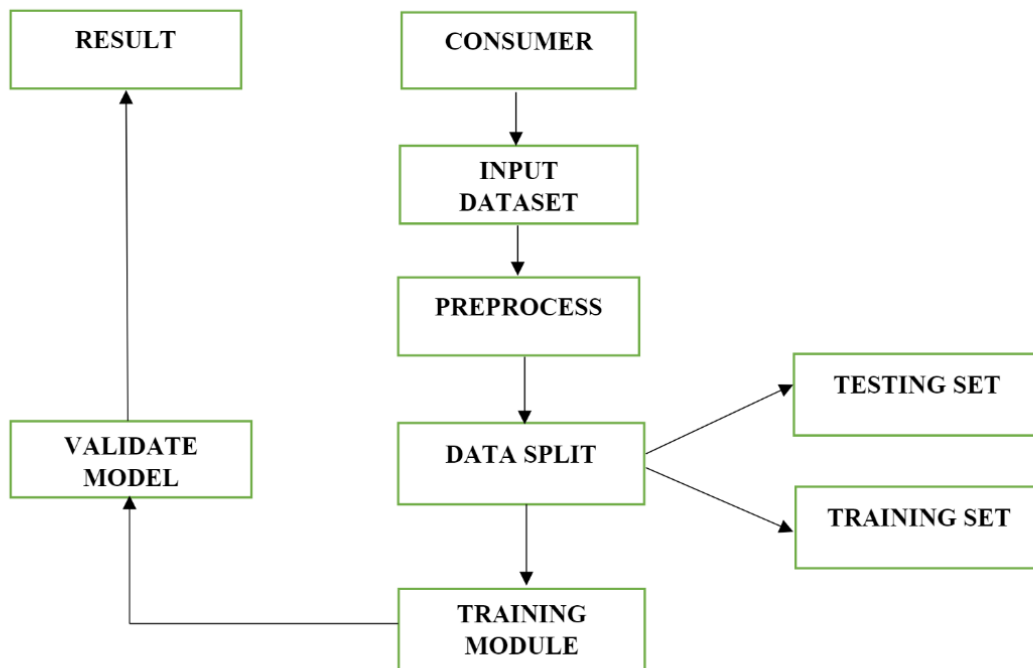 RESULT
CONSUMER
INPUT
DATASET
PREPROCESS
TESTING SET
VALIDATE
MODEL
DATA SPLIT
TRAINING SET
TRAINING
MODULE